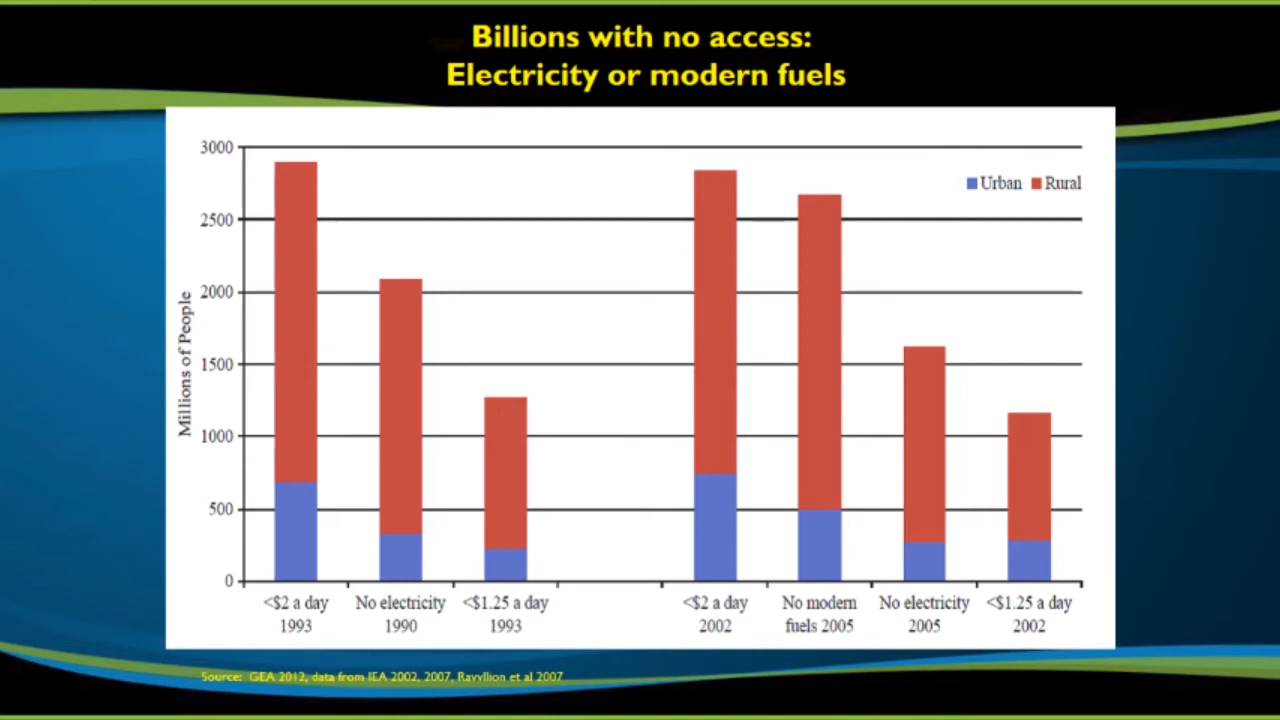 Billions with no access:
Electricity or modern fuels
3000
2500
2000
1500
1000
500
0
Millions of People
Urban Rural
<$2 a day
1993
No electricity
1990
<$1.25 a day
1993
<$2 a day
2002
No modern
fuels 2005
No electricity
2005
<$1.25 a day
2002
Source: GEA 2012, data from IEA 2002, 2007, Ravyllion et al 2007